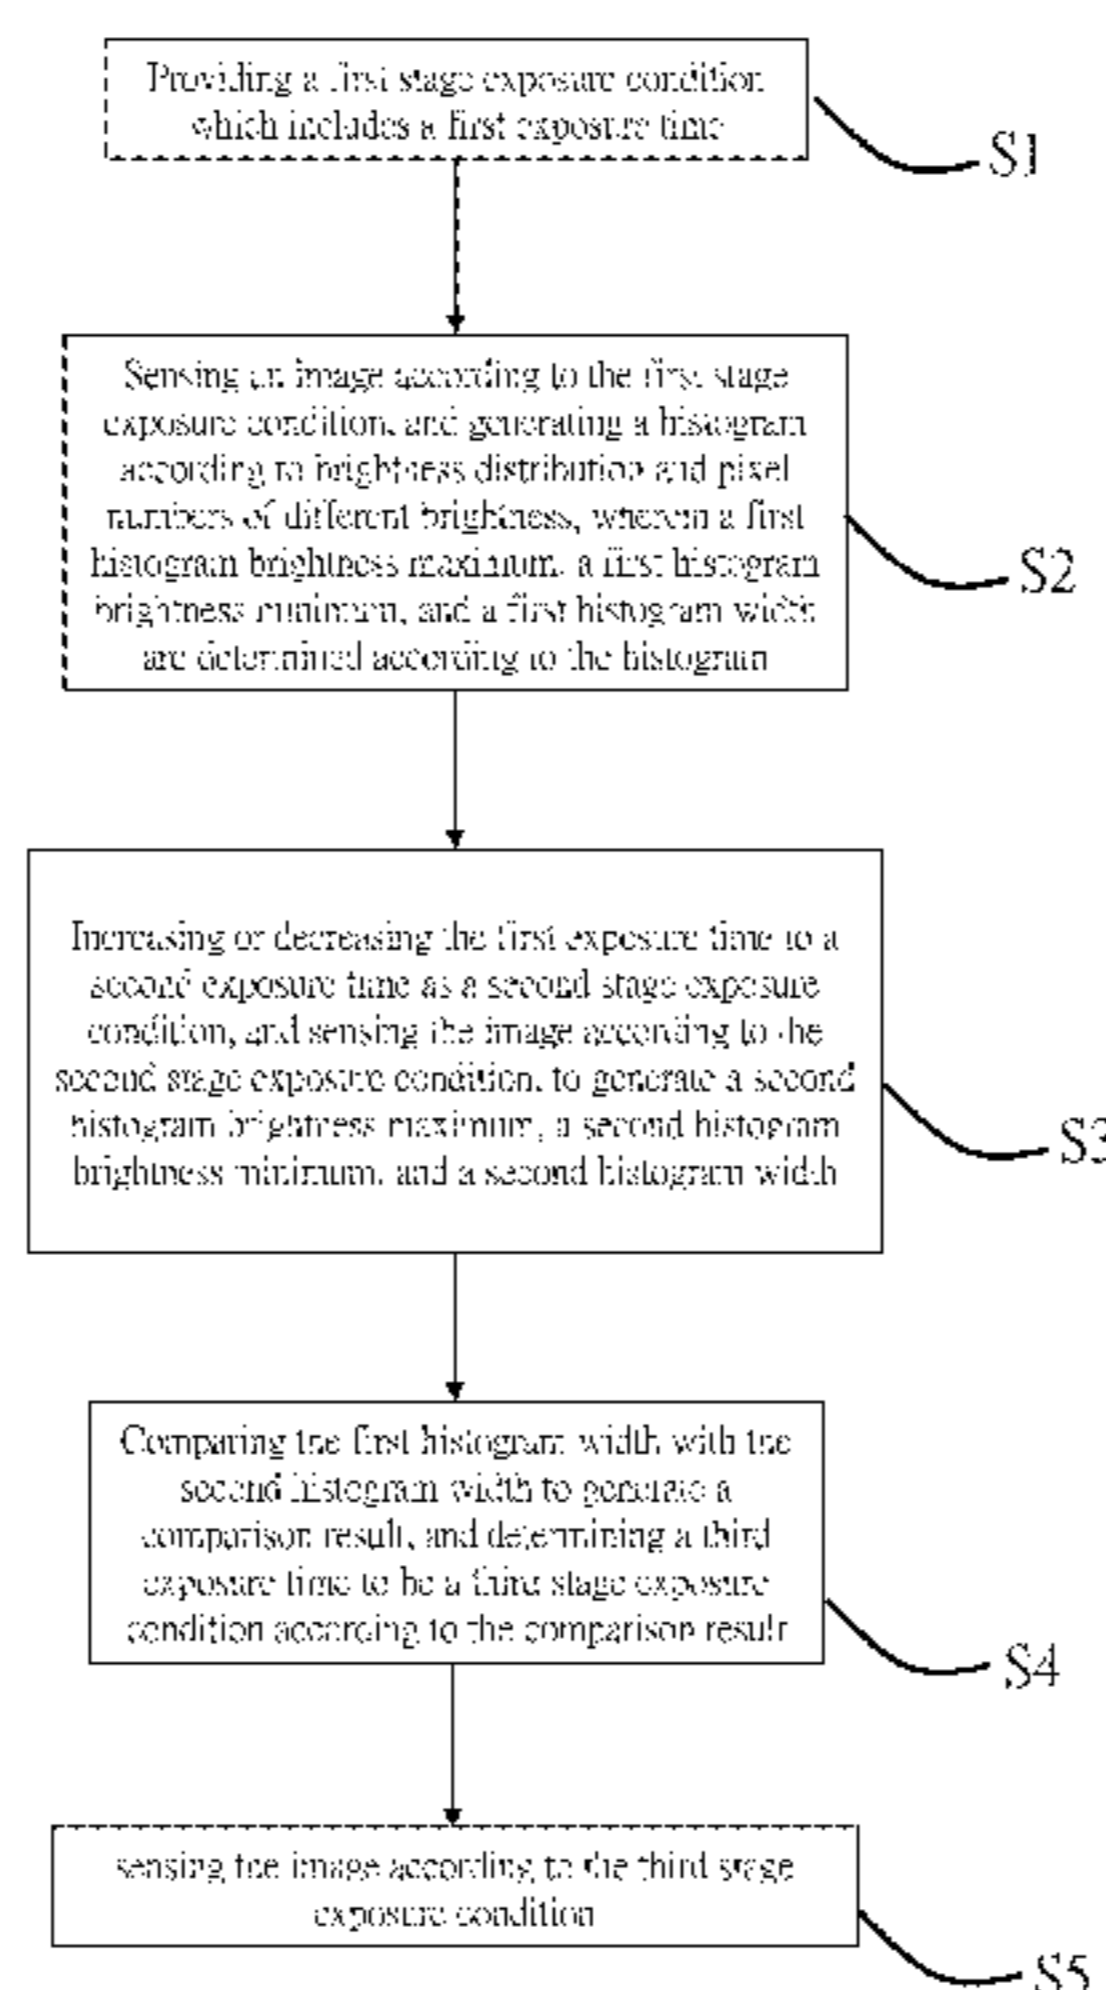 Providing a first stage exposure condition
which includes a first exposure time
S1
Sensing an image according to the first stage
exposure condition, and generating a histogram
according to brightness distribution and pixel
numbers of different brightness, wherein a first
histogram brightness maximum, a first histogram
brightness minimum, and a first histogram width
are determined according to the histogram
S2
Increasing or decreasing the first exposure time to a
second exposure time as a second stage exposure
condition, and sensing the image according to the
second stage exposure condition, to generate a second
histogram brightness maximum, a second histogram
brightness minimum, and a second histogram width
S3
Comparing the first histogram width with the
second histogram width to generate a
comparison result, and determining a third
exposure time to be a third stage exposure
condition according to the comparison result
S4
sensing the image according to the third stage
exposure condition
S5